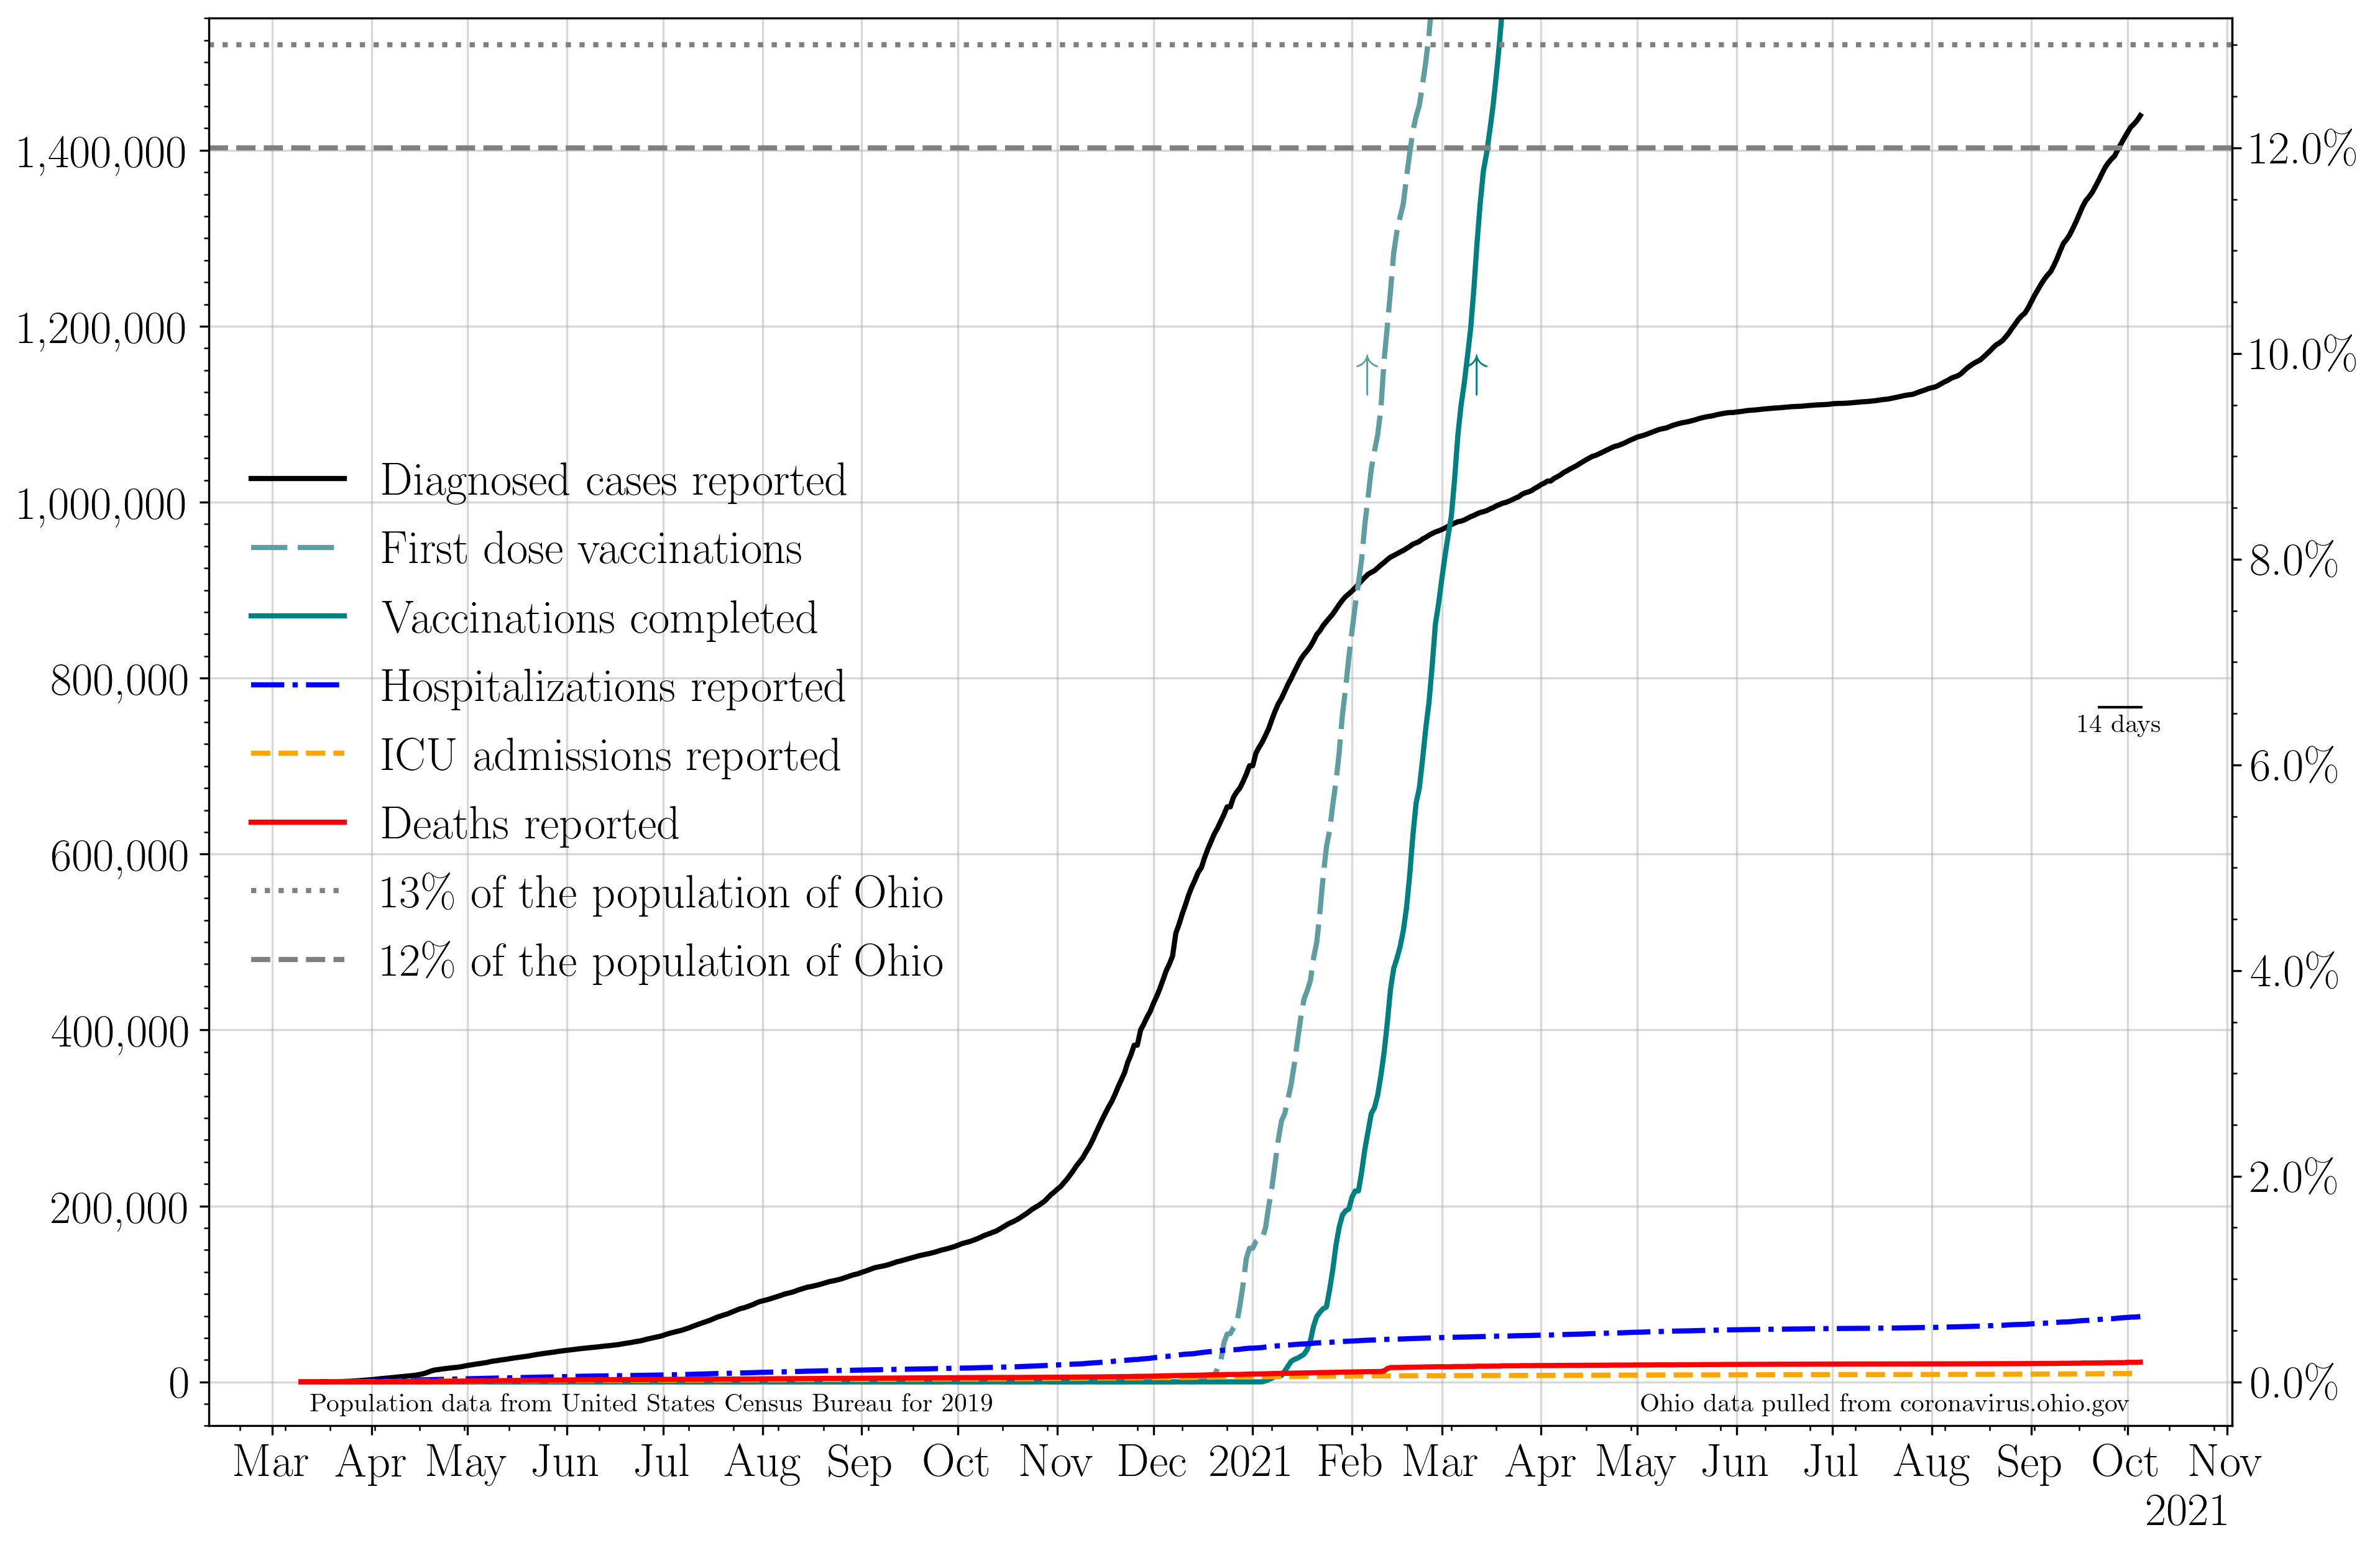 1,400,000
1,200,000
1,000,000
800,000
600,000
400,000
200,000
0
12.0%
10.0%
8.0%
6.0%
4.0%
2.0%
0.0%
Diagnosed cases reported
First dose vaccinations
Vaccinations completed
Hospitalizations reported
ICU admissions reported
Deaths reported
13% of the population of Ohio
12% of the population of Ohio
14 days
Population data from United States Census Bureau for 2019
Ohio data pulled from coronavirus.ohio.gov
Mar Apr May Jun Jul Aug Sep Oct Nov Dec 2021 Feb Mar Apr May Jun Jul Aug Sep Oct Nov
2021